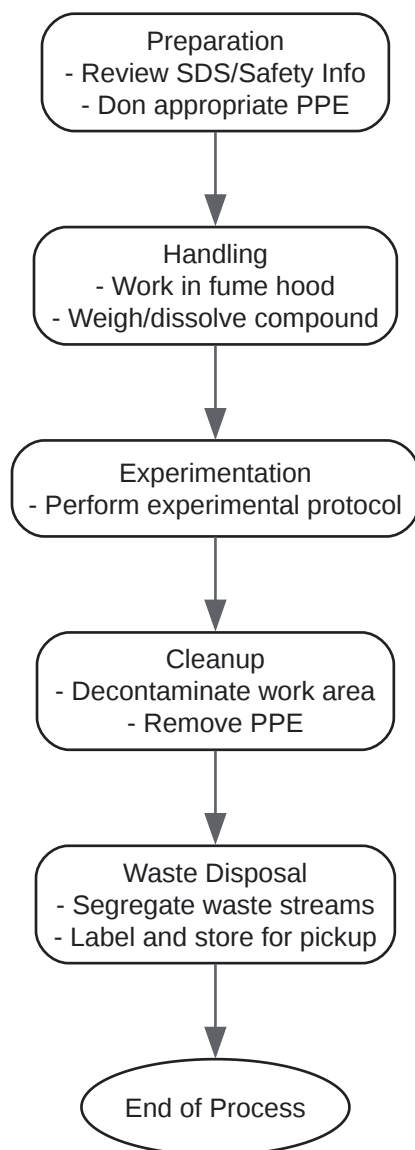 Preparation
- Review SDS/Safety Info
- Don appropriate PPE
Handling
- Work in fume hood
- Weigh/dissolve compound
Experimentation
- Perform experimental protocol
Cleanup
- Decontaminate work area
- Remove PPE
Waste Disposal
- Segregate waste streams
- Label and store for pickup
End of Process